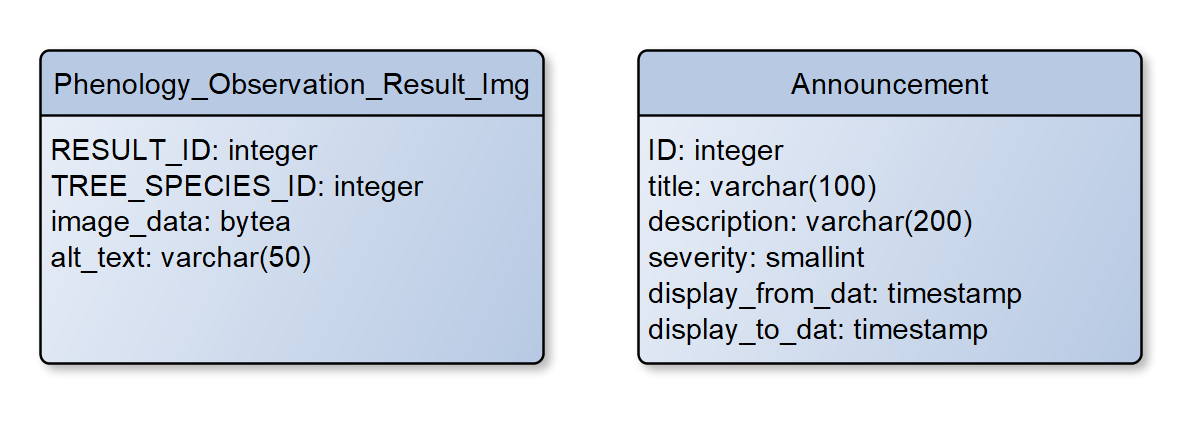 Phenology_Observation_Result_Img
RESULT_ID: integer
TREE_SPECIES_ID: integer
image_data: bytea
alt_text: varchar(50)
Announcement
ID: integer
title: varchar(100)
description: varchar(200)
severity: smallint
display_from_dat: timestamp
display_to_dat: timestamp